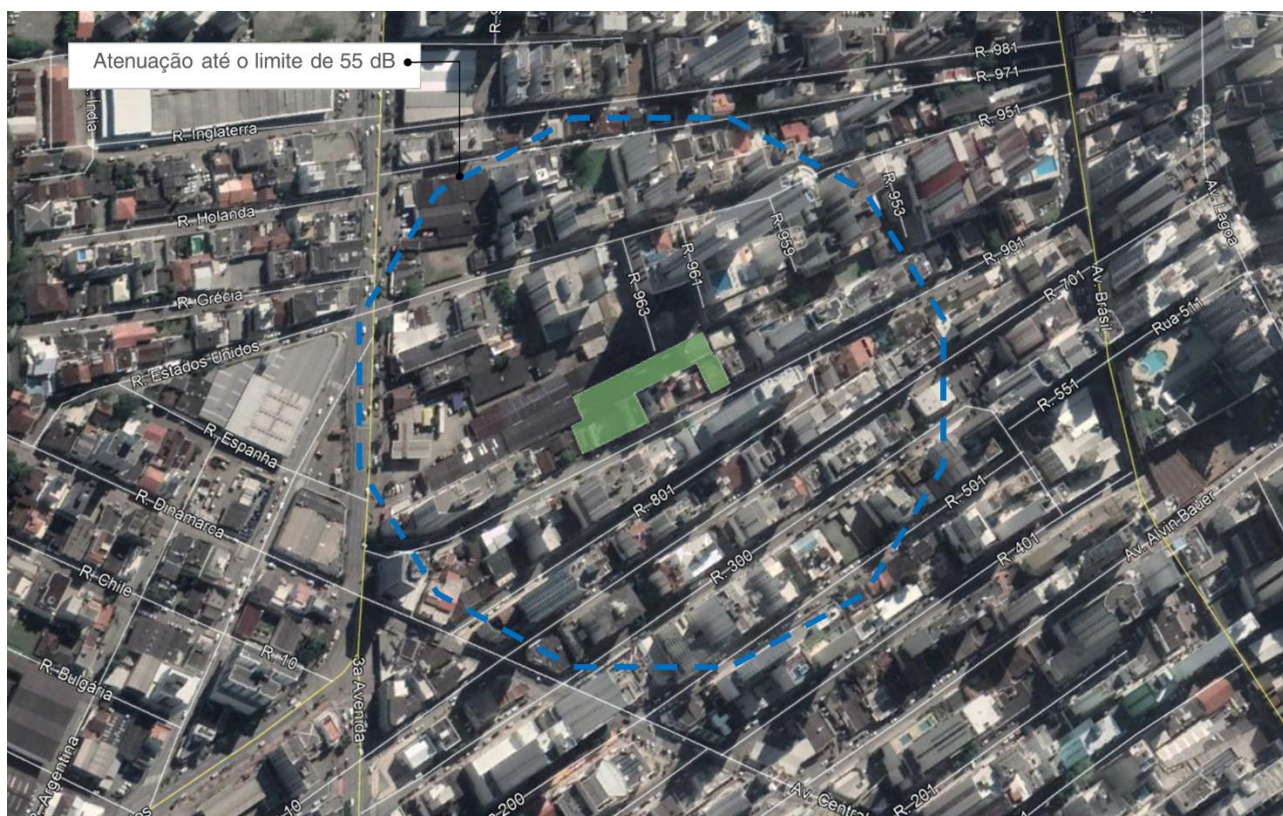 Atenuação até o limite de 55 dB
R. 981
R. 971
R. Inglaterra
R. 951
R. Índia
R. Holanda
R. 953
Av. Lagoa
R. 961
R. 959
R. 901
R. 963
R. Grécia
R. 701
Av. Brasil
Rua 511
R. Estados Unidos
R. 551
R. Espanha
R. 801
R. 501
R. Dinamarca
R. 300
R. 401
Av. Alvin Bauer
R. Chile
R. 10
R. Bulgária
3a. Avenida
R. Argentina
Av. Central
R-201
R-200